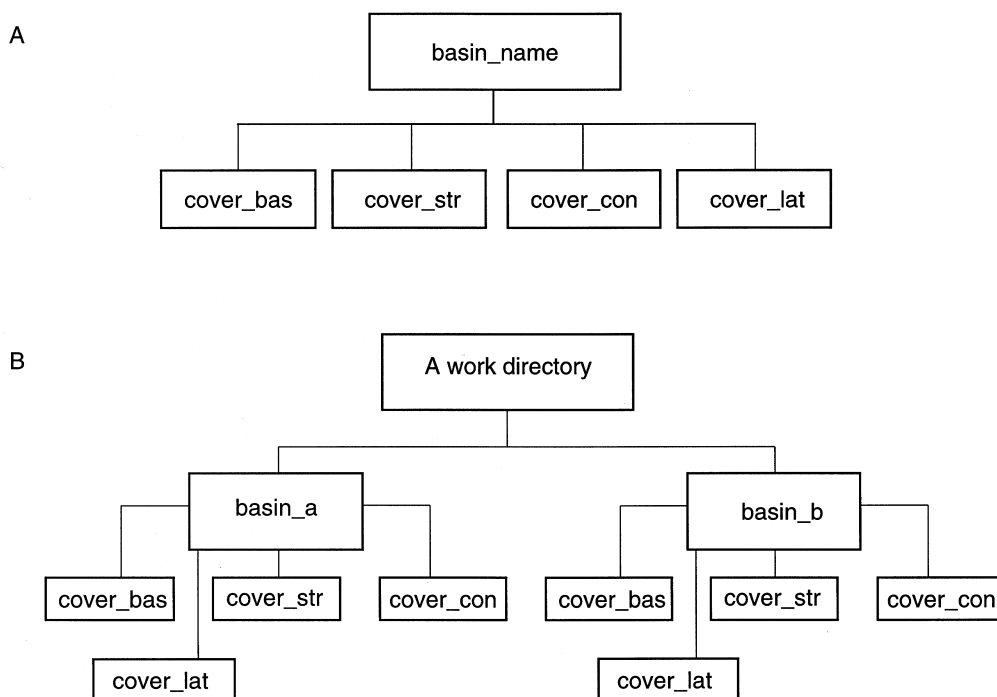 A
basin_name
cover_bas
cover_str
cover_con
cover_lat
B
A work directory
basin_a
basin_b
cover_bas
cover_str
cover_con
cover_bas
cover_str
cover_con
cover_lat
cover_lat